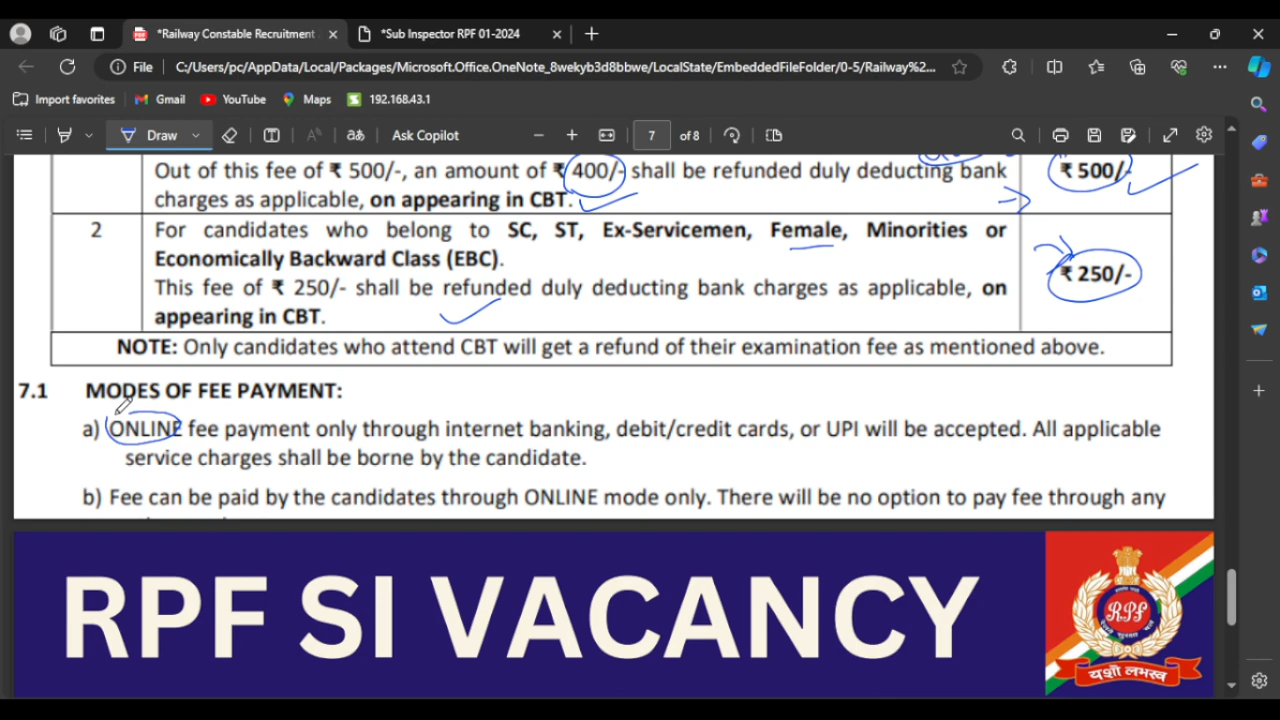 *Railway Constable Recruitment
*Sub Inspector RPF 01-2024
File
C:/Users/pc/AppData/Local/Packages/Microsoft.Office.OneNote_8wekyb3d8bbwe/LocalState/EmbeddedFileFolder/0-5/Railway%2...
Import favorites
Gmail
YouTube
Maps
192.168.43.1
Draw
Ask Copilot
7 of 8
Out of this fee of ₹ 500/-, an amount of ₹ 400/- shall be refunded duly deducting bank
charges as applicable, on appearing in CBT.
₹ 500/-
2
For candidates who belong to SC, ST, Ex-Servicemen, Female, Minorities or
Economically Backward Class (EBC).
This fee of ₹ 250/- shall be refunded duly deducting bank charges as applicable, on
appearing in CBT.
₹ 250/-
NOTE: Only candidates who attend CBT will get a refund of their examination fee as mentioned above.
7.1 MODES OF FEE PAYMENT:
a) ONLINE fee payment only through internet banking, debit/credit cards, or UPI will be accepted. All applicable
service charges shall be borne by the candidate.
b) Fee can be paid by the candidates through ONLINE mode only. There will be no option to pay fee through any
RPF SI VACANCY
RPF
यशो लभस्व